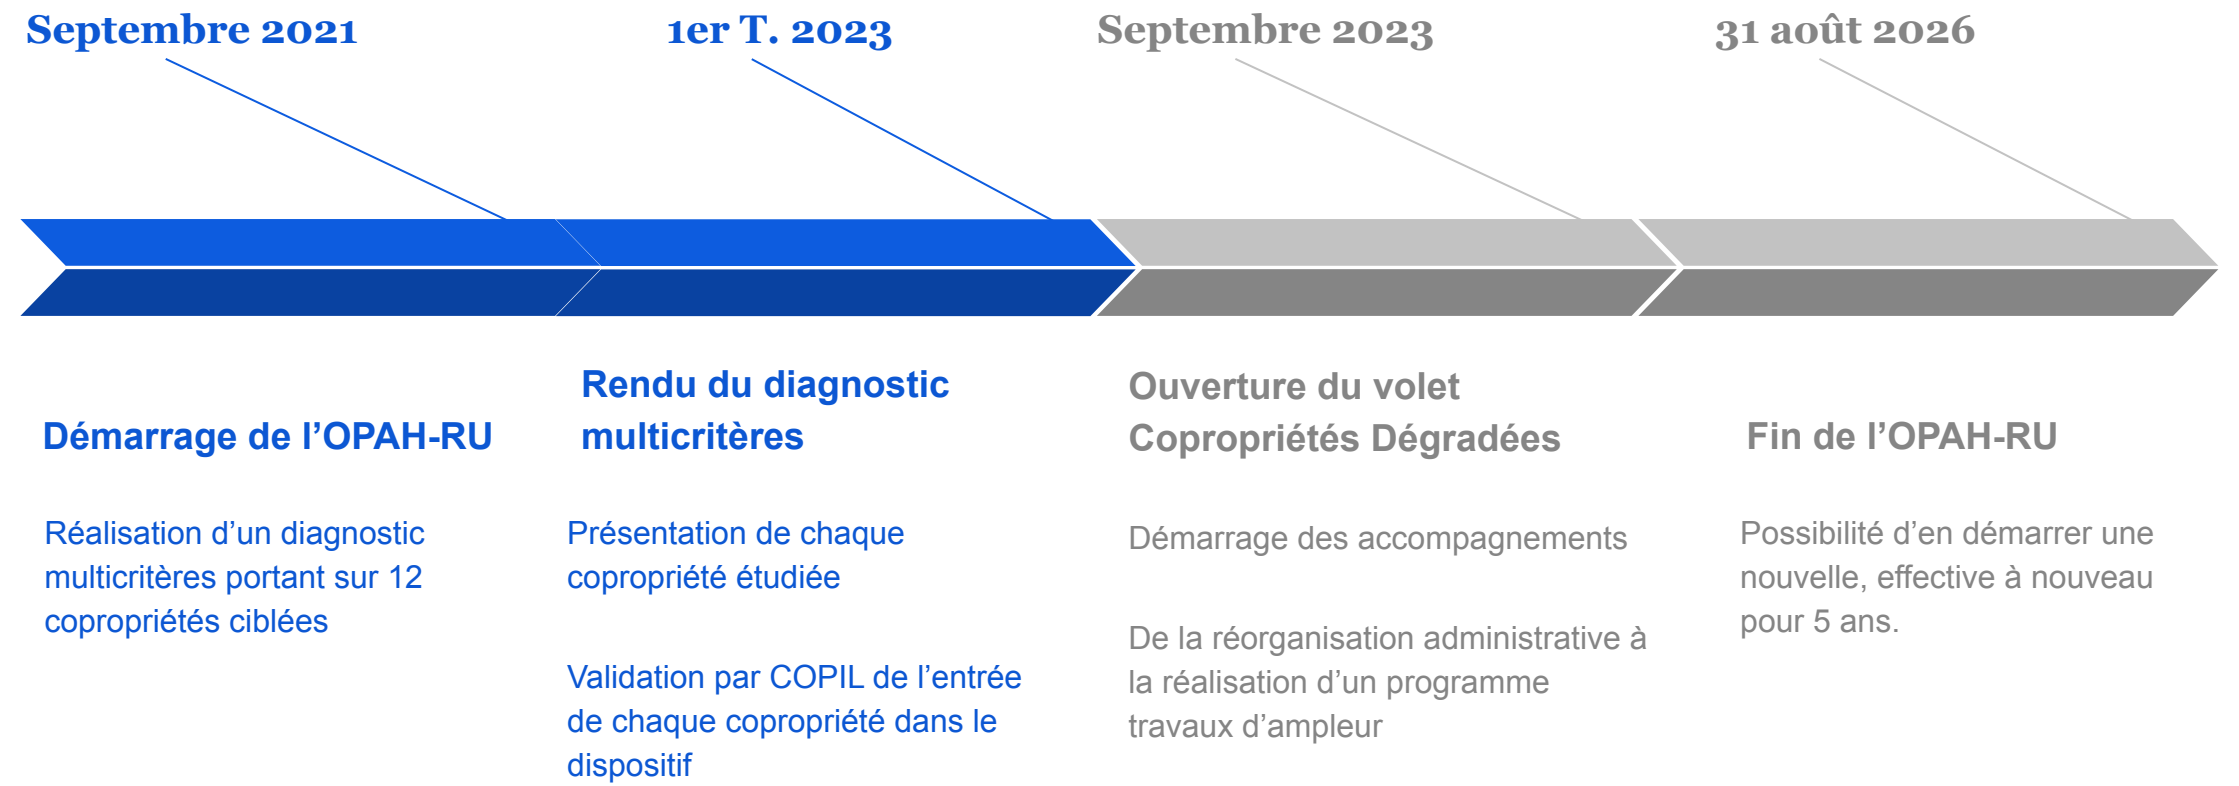 Septembre 2021
1er T. 2023
Septembre 2023
31 août 2026
Démarrage de l’OPAH-RU
Réalisation d’un diagnostic
multicritères portant sur 12
copropriétés ciblées
Rendu du diagnostic
multicritères
Présentation de chaque
copropriété étudiée
Validation par COPIL de l’entrée
de chaque copropriété dans le
dispositif
Ouverture du volet
Copropriétés Dégradées
Démarrage des accompagnements
De la réorganisation administrative à
la réalisation d’un programme
travaux d’ampleur
Fin de l’OPAH-RU
Possibilité d’en démarrer une
nouvelle, effective à nouveau
pour 5 ans.